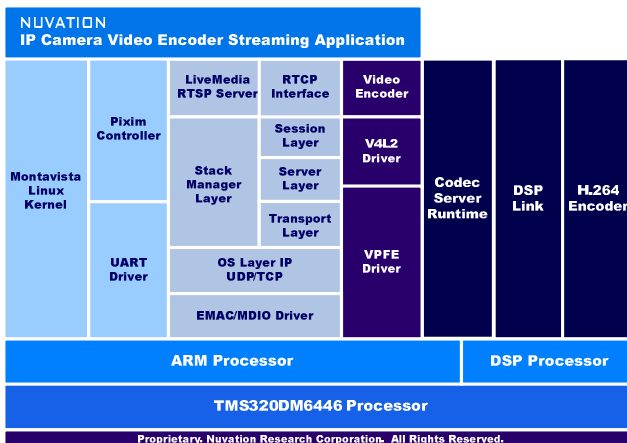 NUVATION
IP Camera Video Encoder Streaming Application
Montavista
Linux
Kernel
Pixim
Controller
UART
Driver
LiveMedia
RTSP Server
RTCP
Interface
Stack
Manager
Layer
Session
Layer
Server
Layer
Transport
Layer
OS Layer IP
UDP/TCP
EMAC/MDIO Driver
Video
Encoder
V4L2
Driver
VPFE
Driver
Codec
Server
Runtime
DSP
Link
H.264
Encoder
ARM Processor
DSP Processor
TMS320DM6446 Processor
Proprietary. Nuvation Research Corporation. All Rights Reserved.